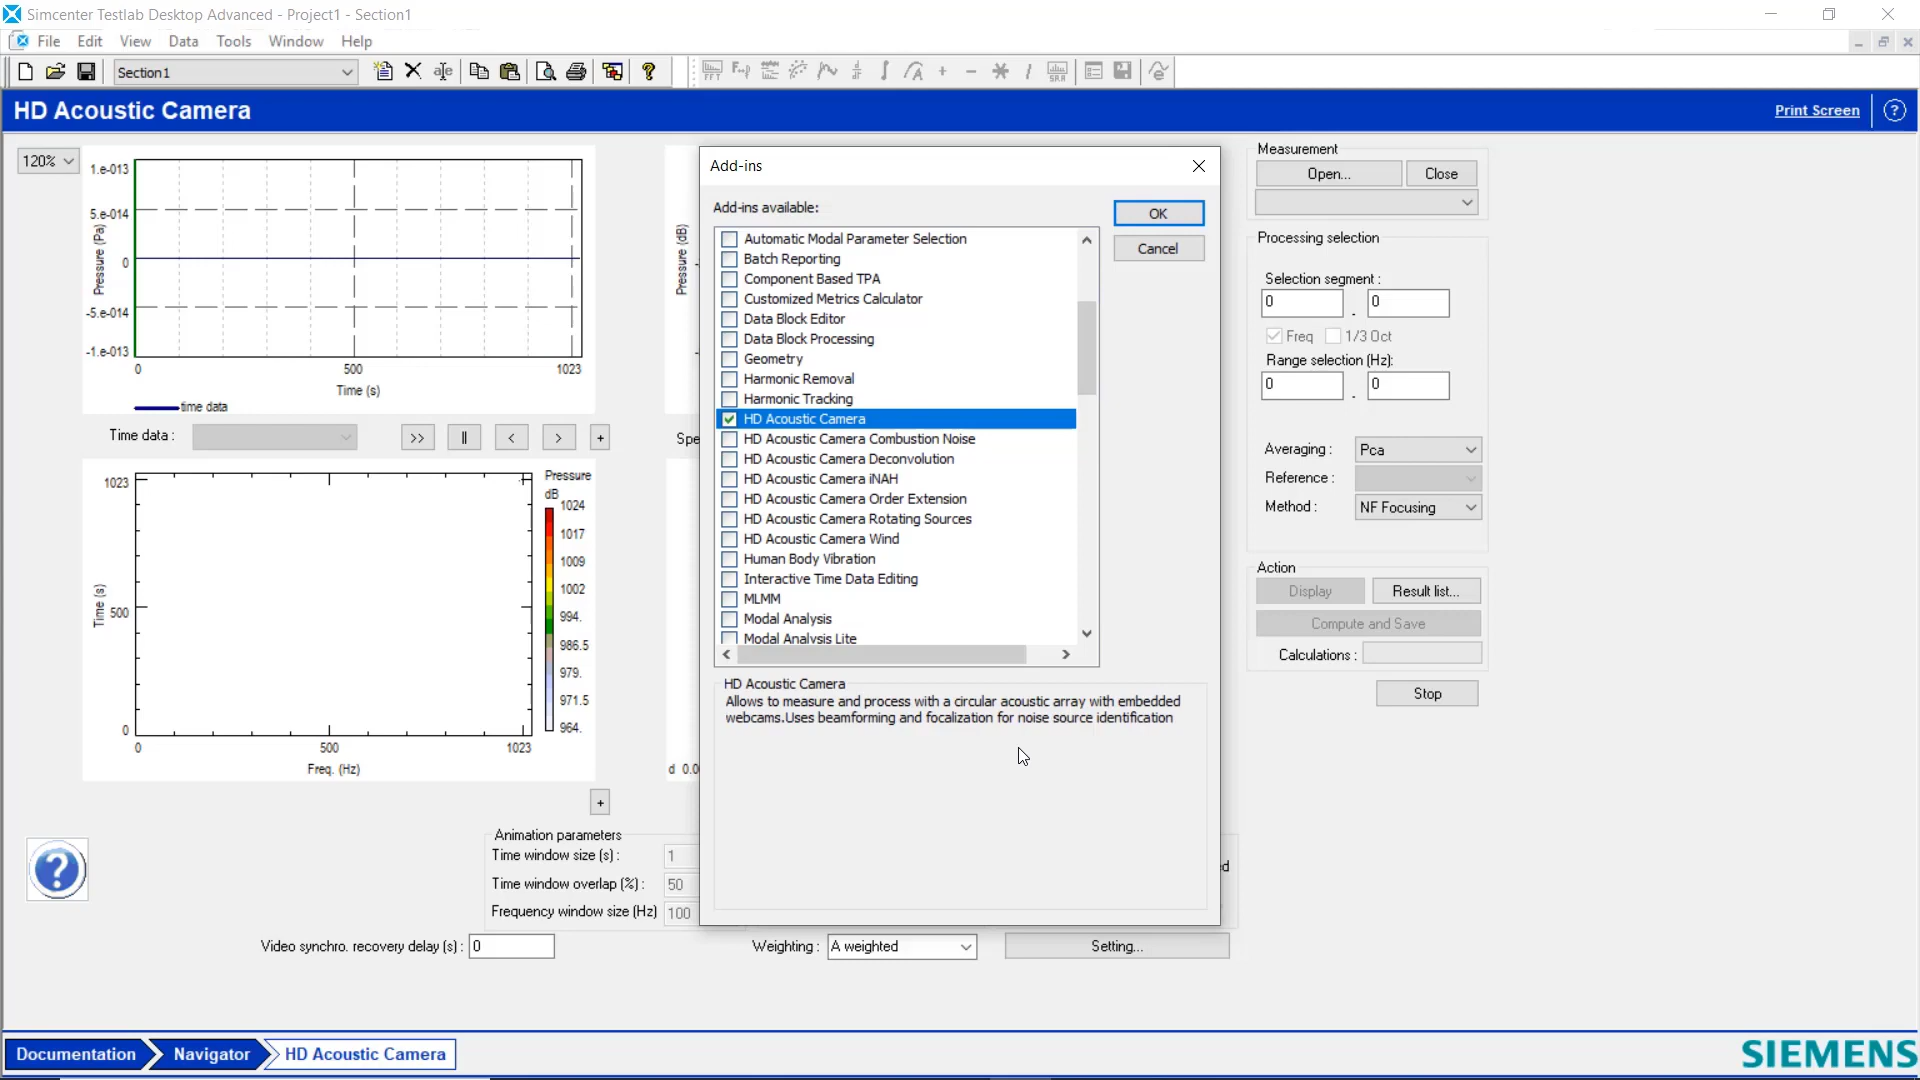 Simcenter Testlab Desktop Advanced - Project1 - Section1
File Edit View Data Tools Window Help
Section1
HD Acoustic Camera
Print Screen
120%
1.e-013
5.e-014
0
-5.e-014
-1.e-013
Pressure (Pa)
0 500 1023
Time (s)
time data
Time data :
>> || < > +
Spe
Pressure (dB)
1023
500
0
Time (s)
0 500 1023
Freq. (Hz)
Pressure
dB
1024
1017
1009
1002
994.
986.5
979.
971.5
964.
d 0.0
+
Animation parameters
Time window size (s) : 1
Time window overlap (%) : 50
Frequency window size (Hz) 100
Video synchro. recovery delay (s) : 0
Weighting : A weighted
Setting...
ed
Add-ins
Add-ins available:
OK
Cancel
Automatic Modal Parameter Selection
Batch Reporting
Component Based TPA
Customized Metrics Calculator
Data Block Editor
Data Block Processing
Geometry
Harmonic Removal
Harmonic Tracking
HD Acoustic Camera
HD Acoustic Camera Combustion Noise
HD Acoustic Camera Deconvolution
HD Acoustic Camera iNAH
HD Acoustic Camera Order Extension
HD Acoustic Camera Rotating Sources
HD Acoustic Camera Wind
Human Body Vibration
Interactive Time Data Editing
MLMM
Modal Analysis
Modal Analysis Lite
HD Acoustic Camera
Allows to measure and process with a circular acoustic array with embedded
webcams.Uses beamforming and focalization for noise source identification
Measurement
Open... Close
Processing selection
Selection segment :
0 . 0
Freq 1/3 Oct
Range selection (Hz):
0 . 0
Averaging : Pca
Reference :
Method : NF Focusing
Action
Display Result list...
Compute and Save
Calculations :
Stop
Documentation Navigator HD Acoustic Camera
SIEMENS